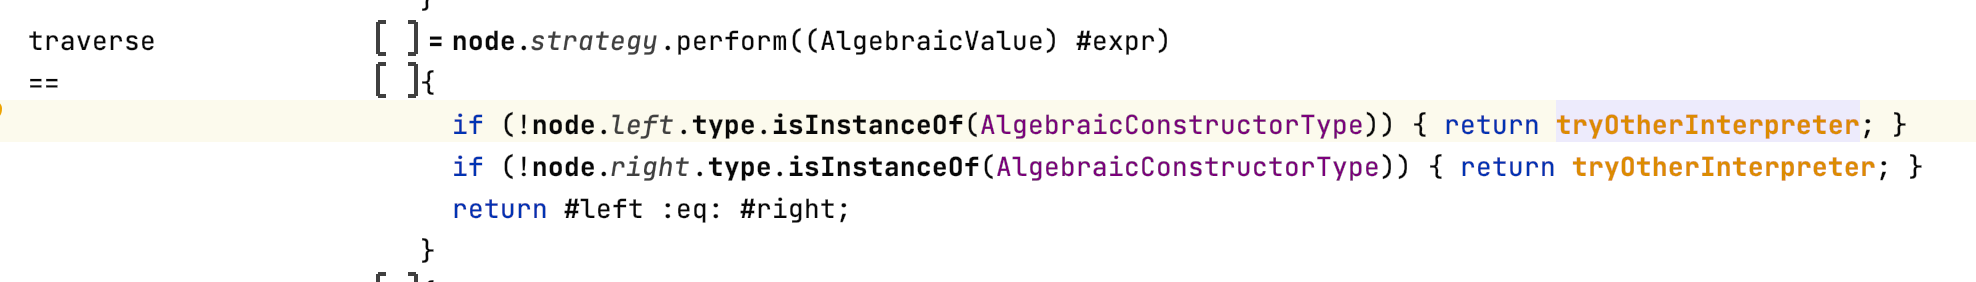 }
traverse [ ] = node.strategy.perform((AlgebraicValue) #expr)
== [ ] {
if (!node.left.type.isInstanceOf(AlgebraicConstructorType)) { return tryOtherInterpreter; }
if (!node.right.type.isInstanceOf(AlgebraicConstructorType)) { return tryOtherInterpreter; }
return #left :eq: #right;
}